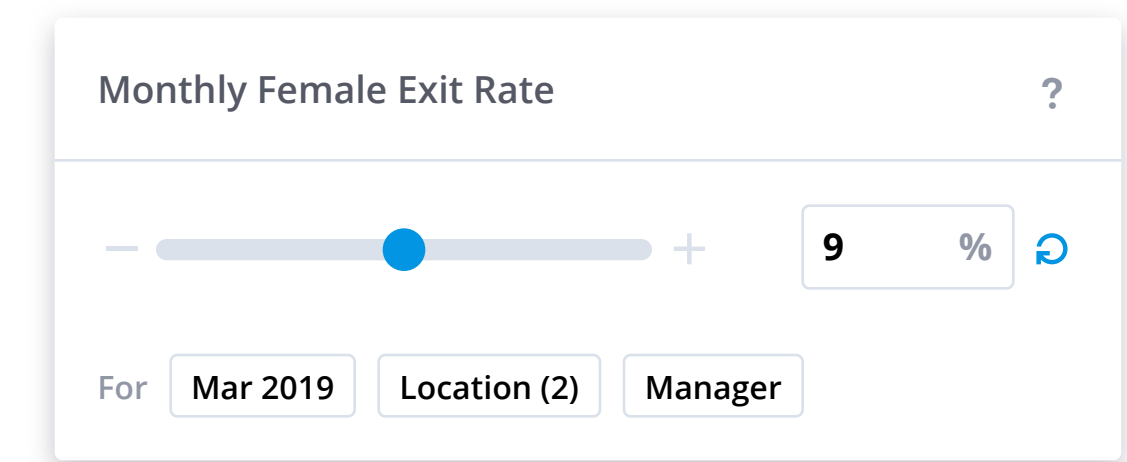 Monthly Female Exit Rate ?
− + 9 %
For Mar 2019 Location (2) Manager